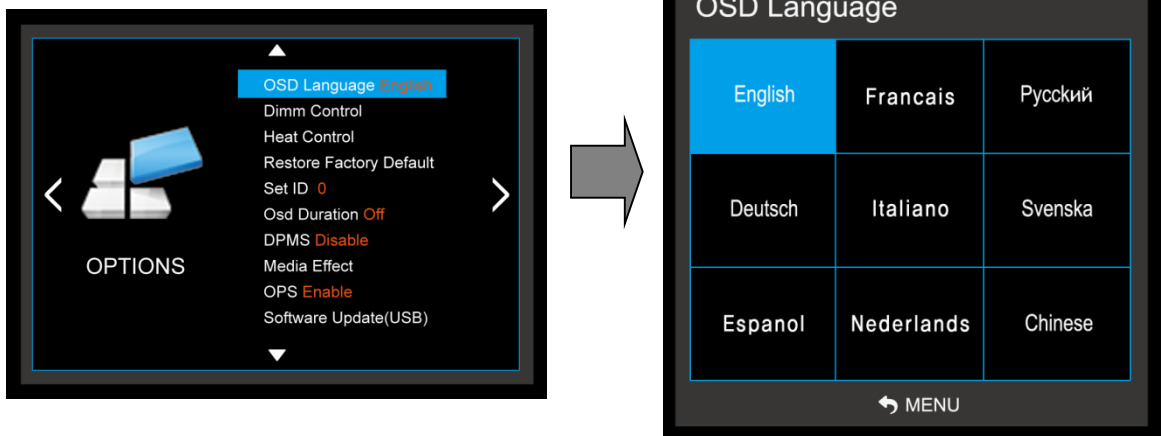 OPTIONS
OSD Language English
Dimm Control
Heat Control
Restore Factory Default
Set ID 0
Osd Duration Off
DPMS Disable
Media Effect
OPS Enable
Software Update(USB)
OSD Language
English Francais Русский
Deutsch Italiano Svenska
Espanol Nederlands Chinese
MENU